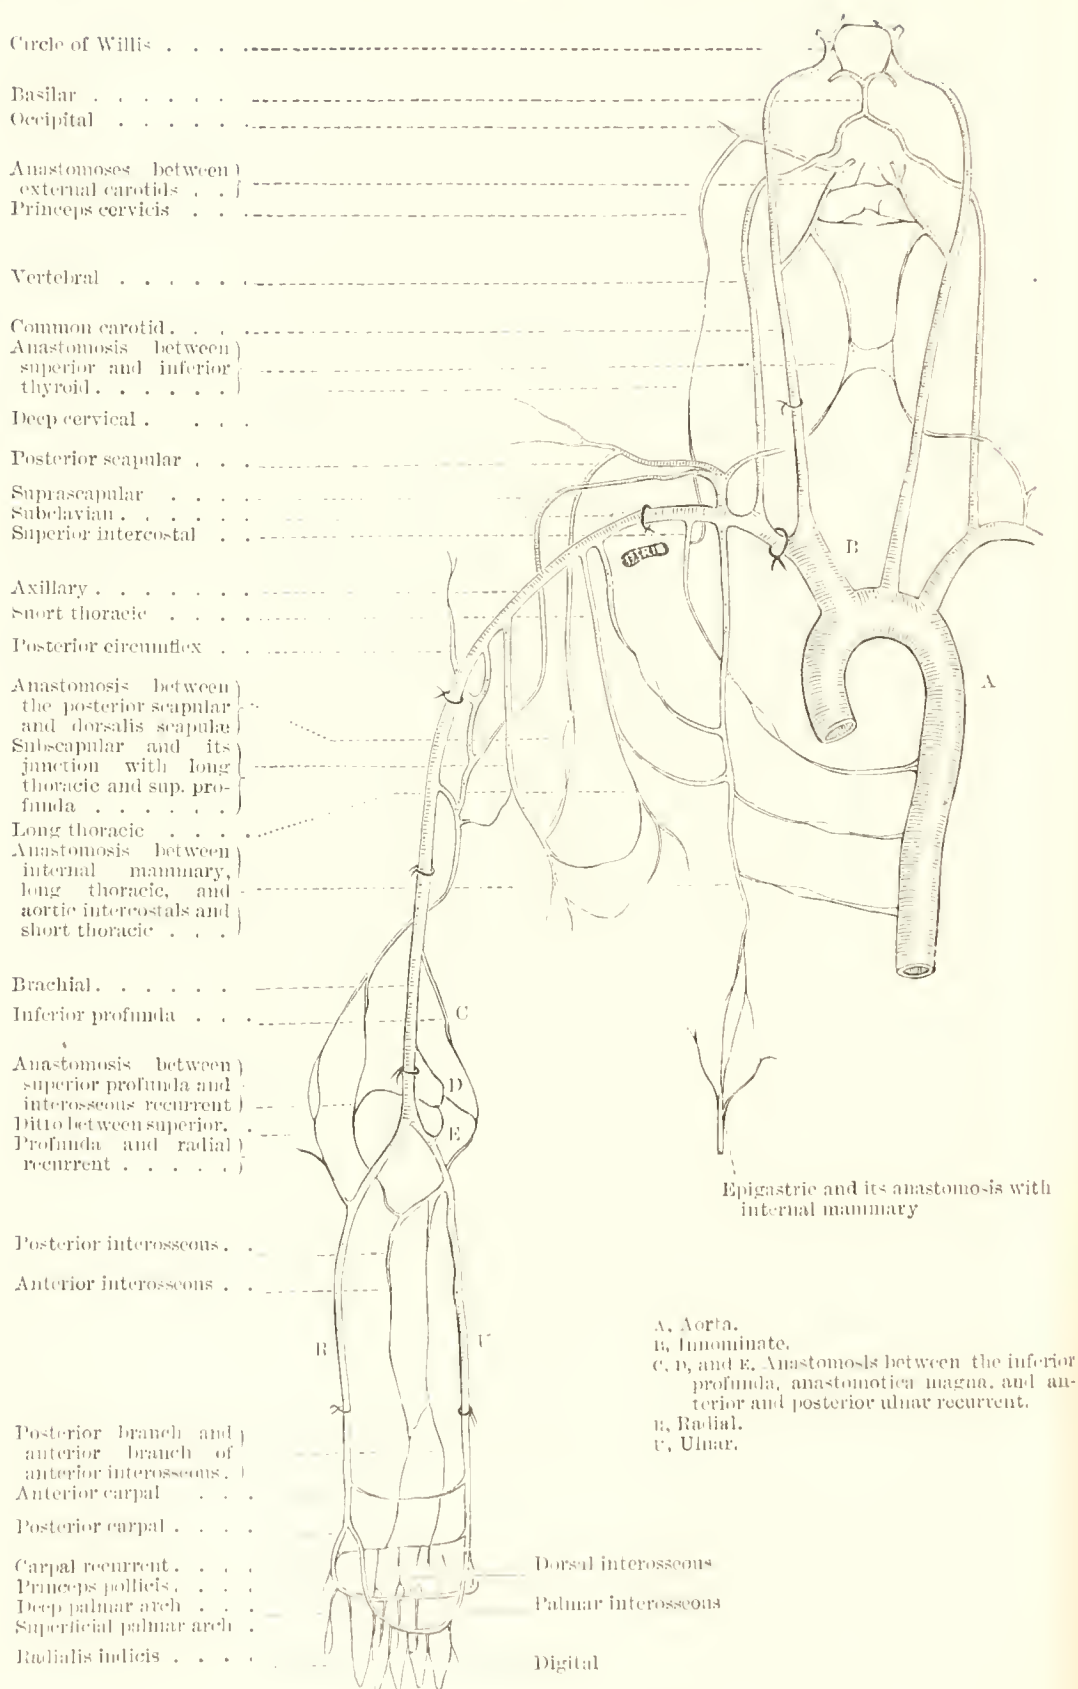 Circle of Willis . . .
Basilar . . . . . .
Occipital . . . . .
Anastomoses between
external carotids . .
Princeps cervicis . .
Vertebral . . . . .
Common carotid. . .
Anastomosis between
superior and inferior
thyroid. . . . . .
Deep cervical . . . .
Posterior scapular . . .
Suprascapular . . .
Subclavian. . . . . .
Superior intercostal . .
Axillary. . . . . . .
Short thoracic . . . .
Posterior circumflex . .
Anastomosis between
the posterior scapular
and dorsalis scapulæ
Subscapular and its
junction with long
thoracic and sup. pro-
funda . . . . . .
Long thoracic . . . .
Anastomosis between
internal mammary,
long thoracic, and
aortic intercostals and
short thoracic . . .
Brachial. . . . . .
Inferior profunda . . .
Anastomosis between
superior profunda and
interosseous recurrent
Ditto between superior. .
Profunda and radial
recurrent . . . . .
Posterior interosseous. .
Anterior interosseous . .
Posterior branch and
anterior branch of
anterior interosseous.
Anterior carpal . . .
Posterior carpal . . . .
Carpal recurrent. . . .
Princeps pollicis. . . .
Deep palmar arch . . .
Superficial palmar arch .
Radialis indicis . . . .
RIB
B
A
C
D
E
R
U
Epigastric and its anastomosis with
internal mammary
A, Aorta.
B, Innominate.
C, D, and E, Anastomosis between the inferior
profunda, anastomotica magna, and an-
terior and posterior ulnar recurrent.
R, Radial.
U, Ulnar.
Dorsal interosseous
Palmar interosseous
Digital